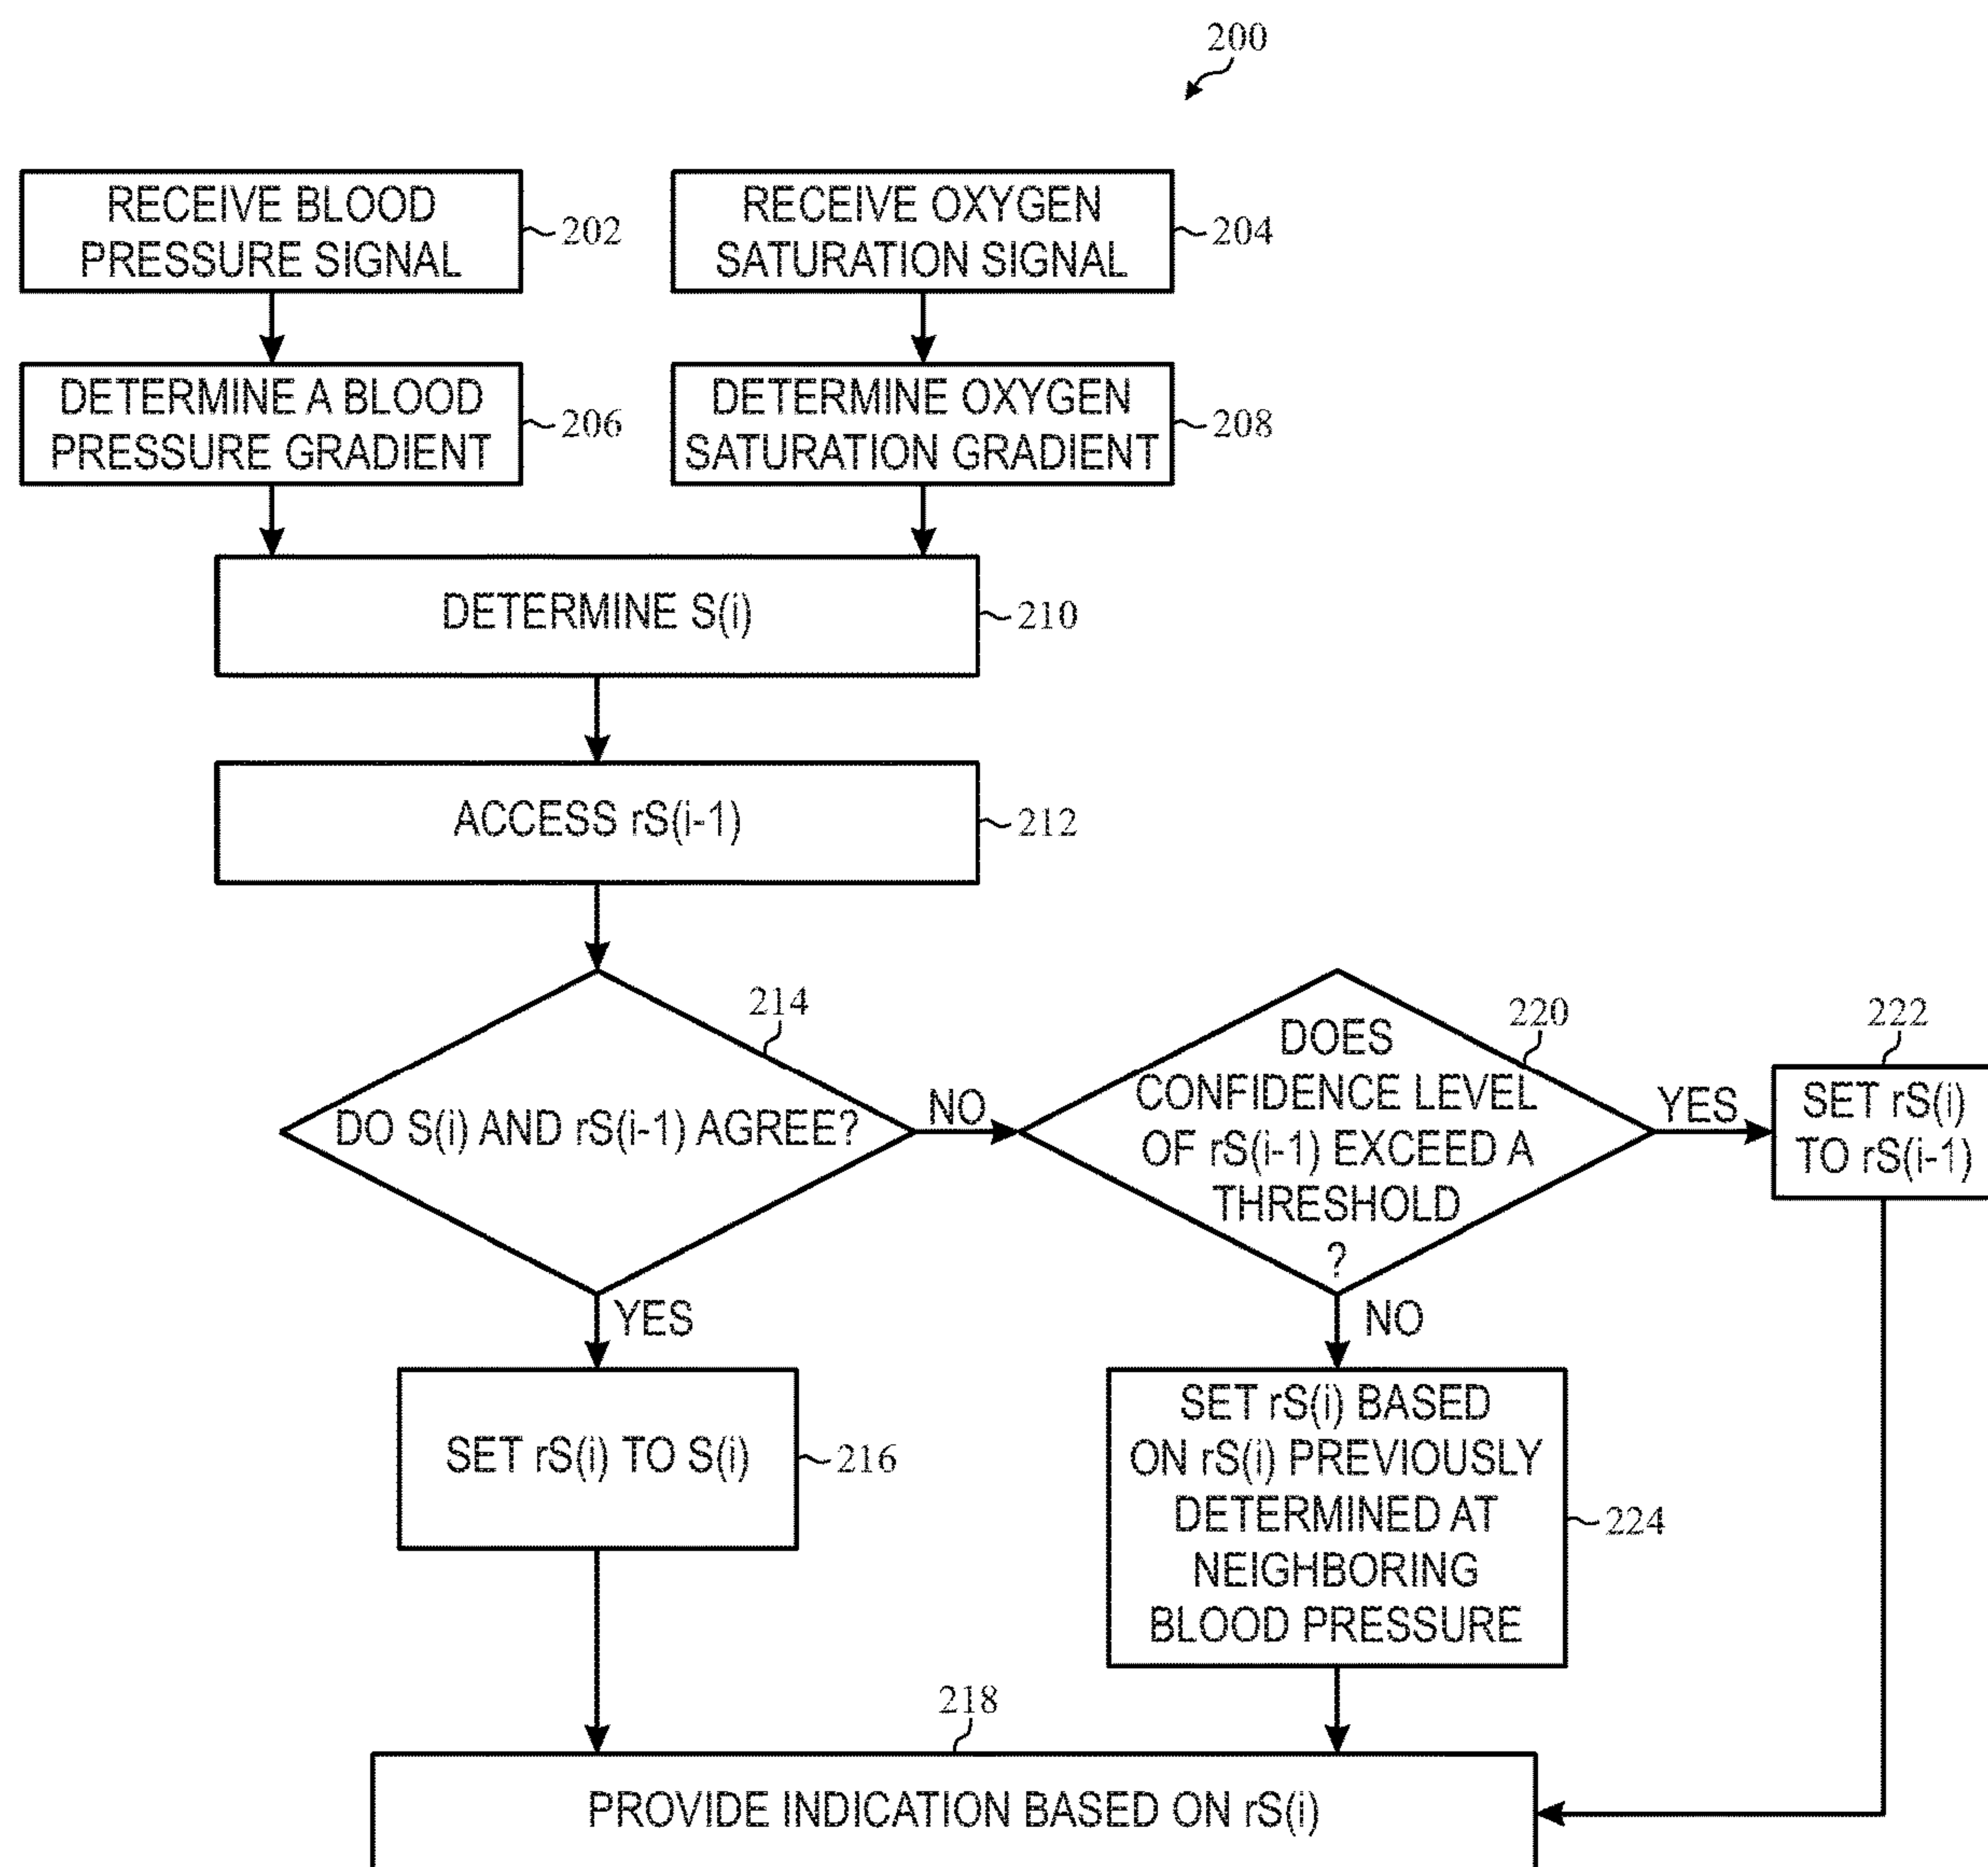 200
RECEIVE BLOOD
PRESSURE SIGNAL
202
RECEIVE OXYGEN
SATURATION SIGNAL
204
DETERMINE A BLOOD
PRESSURE GRADIENT
206
DETERMINE OXYGEN
SATURATION GRADIENT
208
DETERMINE S(i)
210
ACCESS rS(i-1)
212
214
DO S(i) AND rS(i-1) AGREE?
NO
220
DOES
CONFIDENCE LEVEL
OF rS(i-1) EXCEED A
THRESHOLD
?
YES
222
SET rS(i)
TO rS(i-1)
YES
NO
SET rS(i) TO S(i)
216
SET rS(i) BASED
ON rS(i) PREVIOUSLY
DETERMINED AT
NEIGHBORING
BLOOD PRESSURE
224
218
PROVIDE INDICATION BASED ON rS(i)